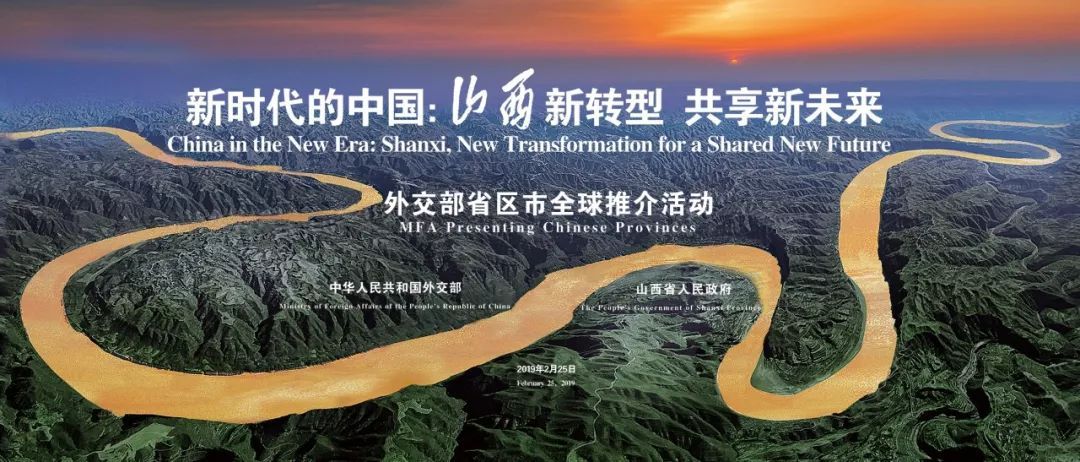 新时代的中国:山西新转型 共享新未来
China in the New Era: Shanxi, New Transformation for a Shared New Future
外交部省区市全球推介活动
MFA Presenting Chinese Provinces
中华人民共和国外交部
Ministry of Foreign Affairs of the People's Republic of China
山西省人民政府
The People's Government of Shanxi Province
2019年2月25日
February 25, 2019